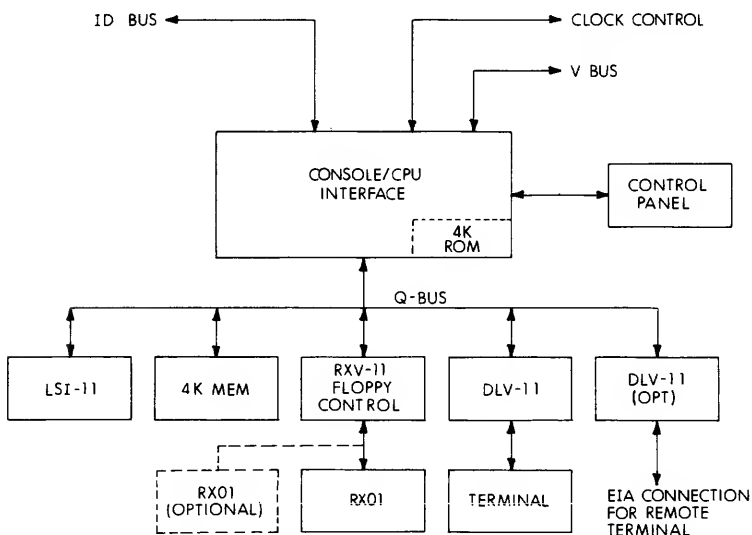 ID BUS
CLOCK CONTROL
V BUS
CONSOLE/CPU
INTERFACE
4K
ROM
CONTROL
PANEL
Q-BUS
LSI-11
4K MEM
RXV-11
FLOPPY
CONTROL
DLV-11
DLV-11
(OPT)
RX01
(OPTIONAL)
RX01
TERMINAL
EIA CONNECTION
FOR REMOTE
TERMINAL